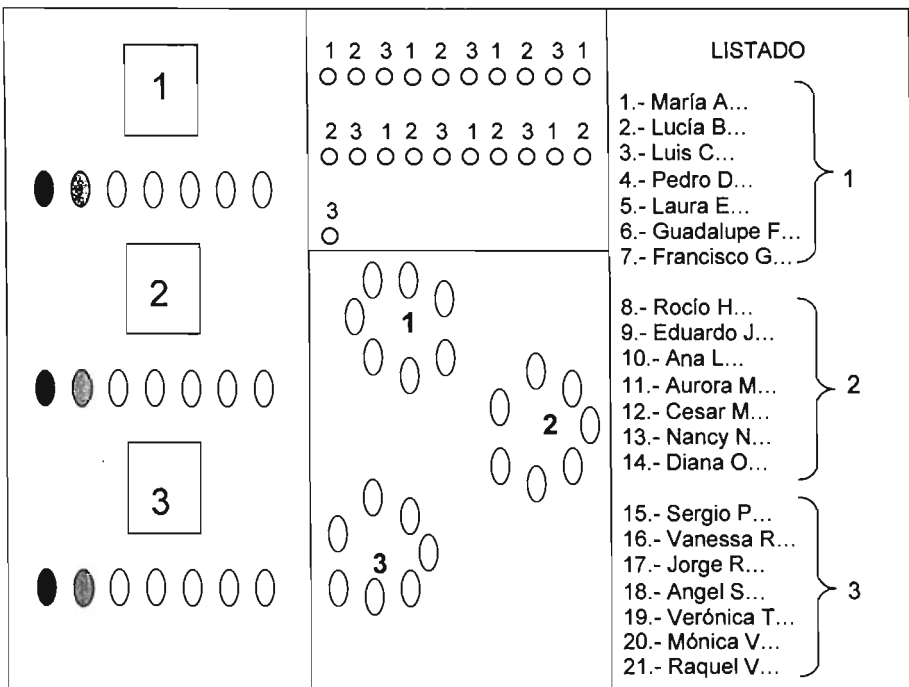 1
2
3
1 2 3 1 2 3 1 2 3 1
2 3 1 2 3 1 2 3 1 2
3
1
2
3
LISTADO
1.- María A...
2.- Lucía B...
3.- Luis C...
4.- Pedro D...
5.- Laura E...
6.- Guadalupe F...
7.- Francisco G...
1
8.- Rocío H...
9.- Eduardo J...
10.- Ana L...
11.- Aurora M...
12.- Cesar M...
13.- Nancy N...
14.- Diana O...
2
15.- Sergio P...
16.- Vanessa R...
17.- Jorge R...
18.- Angel S...
19.- Verónica T...
20.- Mónica V...
21.- Raquel V...
3